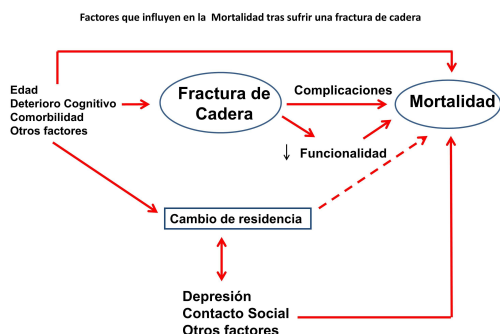 Factores que influyen en la Mortalidad tras sufrir una fractura de cadera
Edad
Deterioro Cognitivo
Comorbilidad
Otros factores
Fractura de
Cadera
Complicaciones
Mortalidad
↓ Funcionalidad
Cambio de residencia
Depresión
Contacto Social
Otros factores